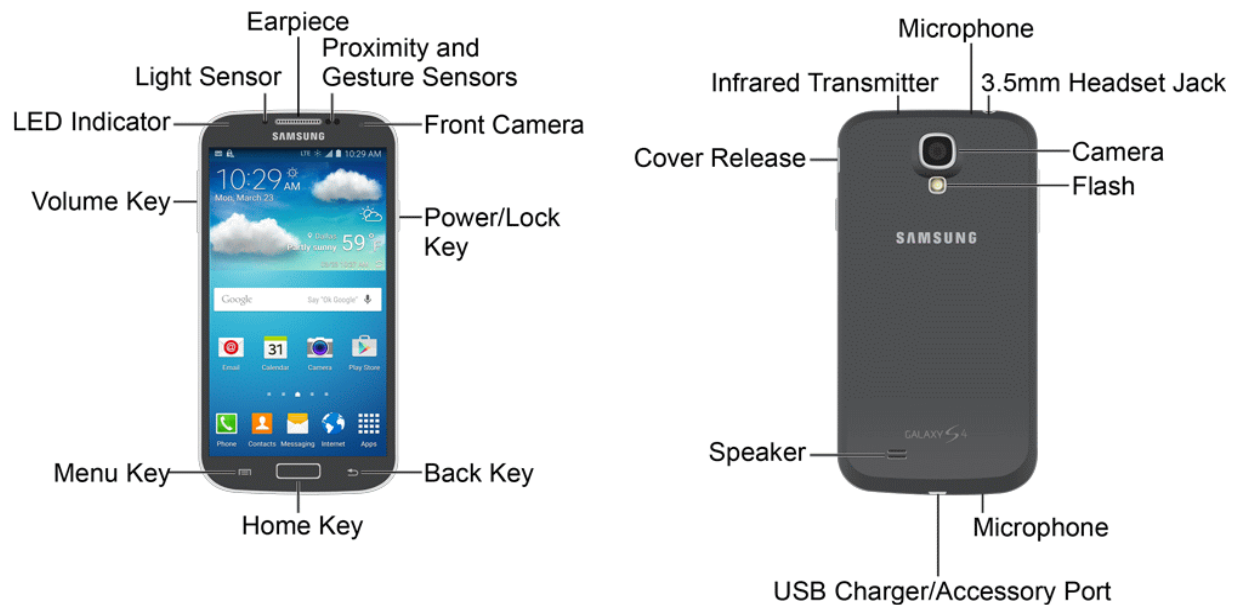 Earpiece
Proximity and
Gesture Sensors
Light Sensor
LED Indicator
Front Camera
SAMSUNG
LTE 10:29 AM
10:29 AM
Mon, March 23
Volume Key
Power/Lock
Key
Dallas
Partly sunny 59°F
Google Say "Ok Google"
31
Email Calendar Camera Play Store
Phone Contacts Messaging Internet Apps
Menu Key
Back Key
Home Key
Microphone
Infrared Transmitter
3.5mm Headset Jack
Cover Release
Camera
Flash
SAMSUNG
GALAXY S4
Speaker
Microphone
USB Charger/Accessory Port